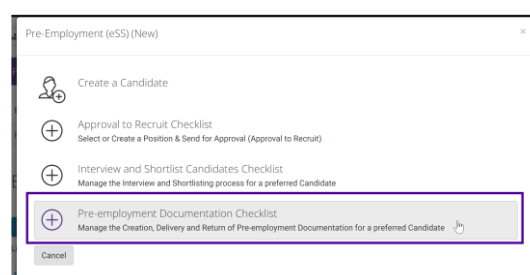 Pre-Employment (eSS) (New)
×
Create a Candidate
Approval to Recruit Checklist
Select or Create a Position & Send for Approval (Approval to Recruit)
Interview and Shortlist Candidates Checklist
Manage the Interview and Shortlisting process for a preferred Candidate
Pre-employment Documentation Checklist
Manage the Creation, Delivery and Return of Pre-employment Documentation for a preferred Candidate
Cancel